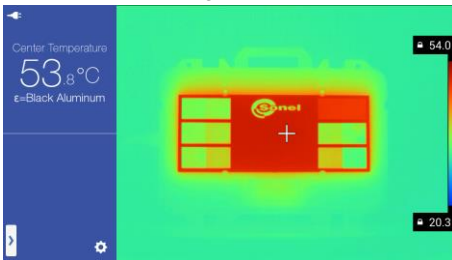 Center Temperature
53.8°C
ε=Black Aluminum
Sonel
54.0
20.3